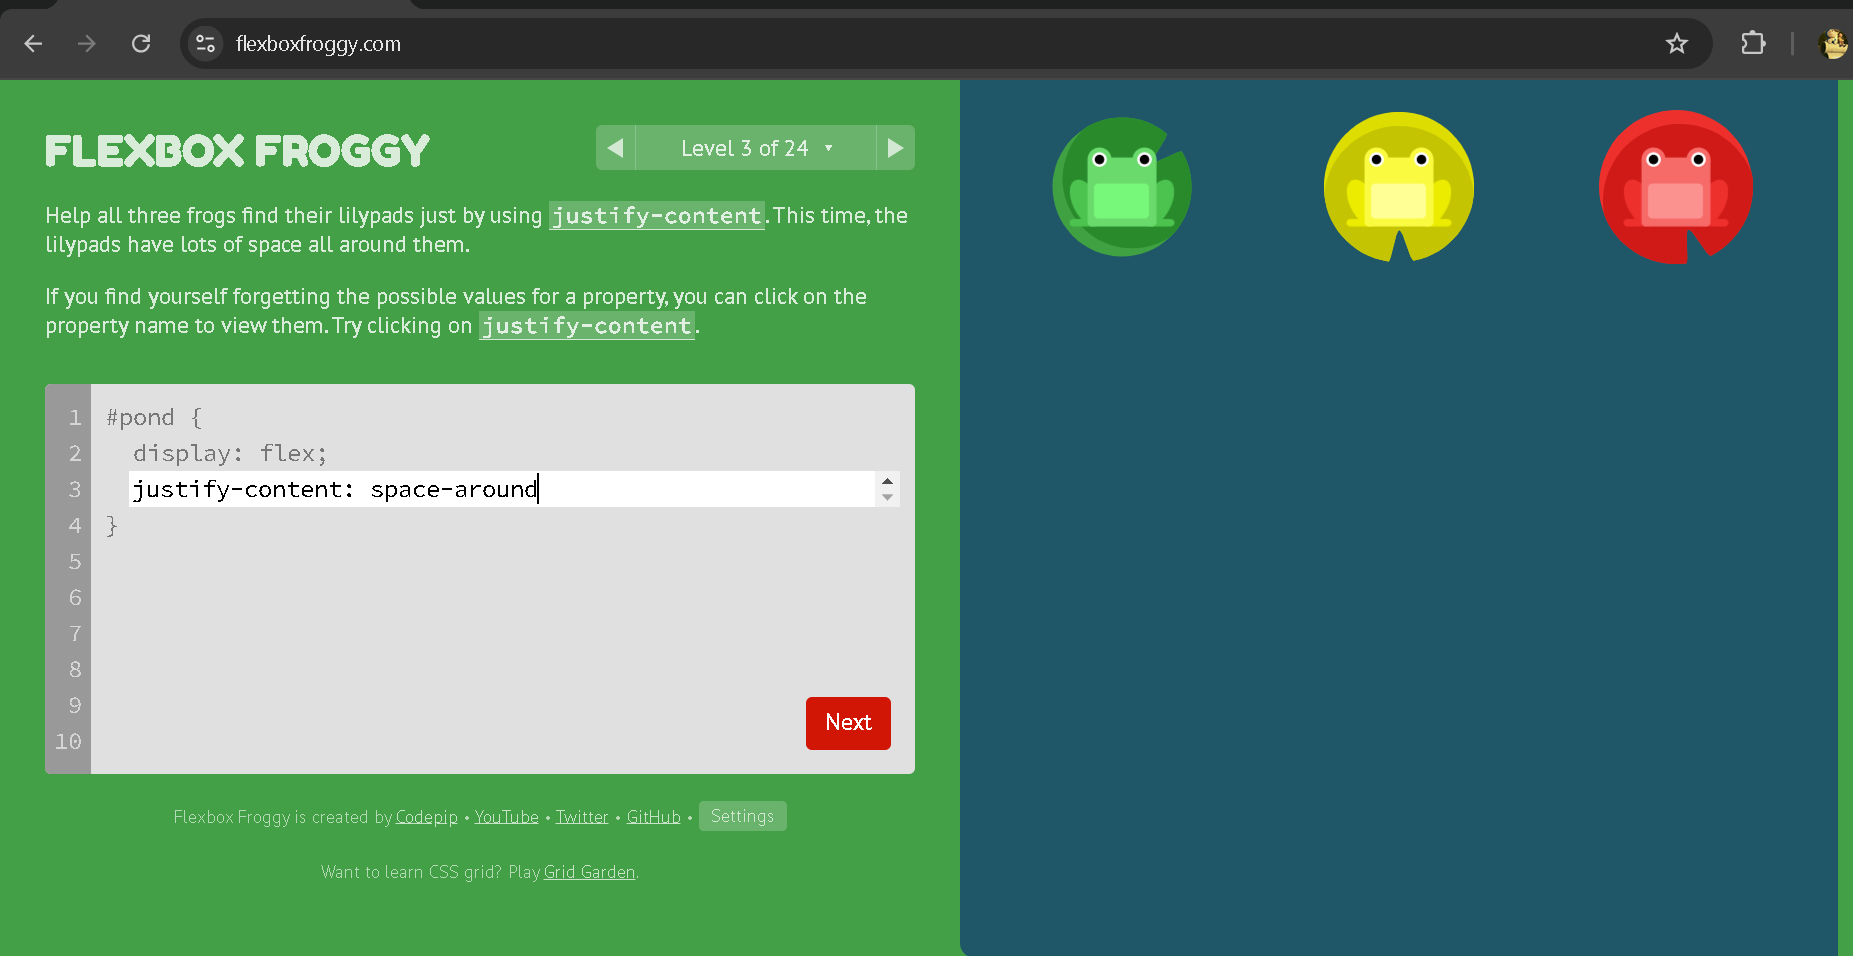 flexboxfroggy.com
FLEXBOX FROGGY
Level 3 of 24
Help all three frogs find their lilypads just by using justify-content. This time, the
lilypads have lots of space all around them.
If you find yourself forgetting the possible values for a property, you can click on the
property name to view them. Try clicking on justify-content.
1 #pond {
2 display: flex;
3 justify-content: space-around
4 }
5
6
7
8
9
10
Next
Flexbox Froggy is created by Codepip • YouTube • Twitter • GitHub • Settings
Want to learn CSS grid? Play Grid Garden.